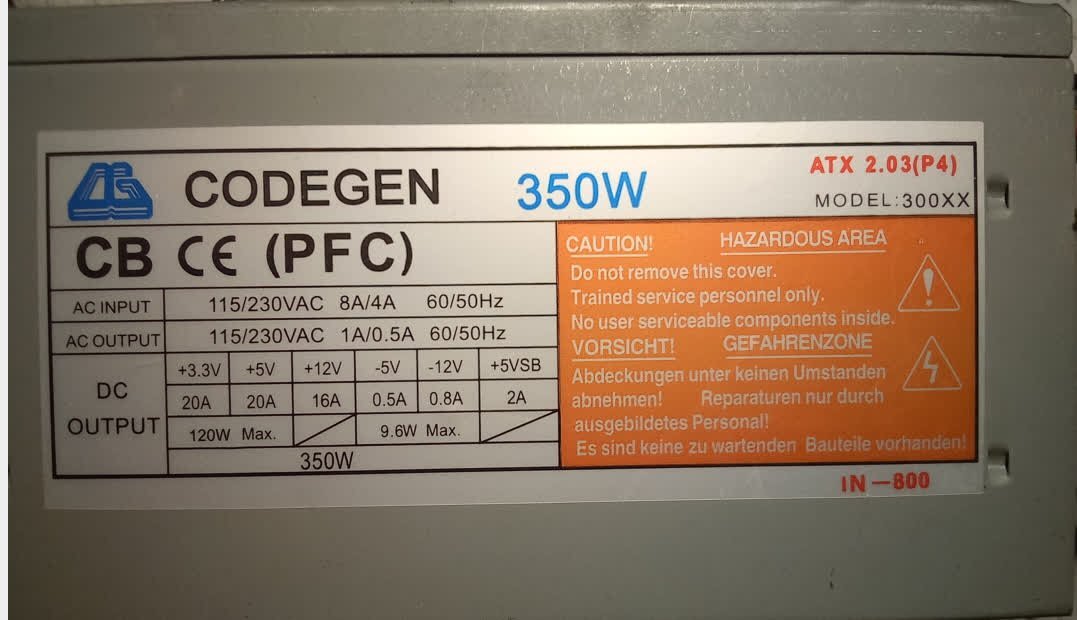 CODEGEN 350W
ATX 2.03(P4)
MODEL:300XX
CB CE (PFC)
AC INPUT 115/230VAC 8A/4A 60/50Hz
AC OUTPUT 115/230VAC 1A/0.5A 60/50Hz
DC OUTPUT
+3.3V +5V +12V -5V -12V +5VSB
20A 20A 16A 0.5A 0.8A 2A
120W Max. 9.6W Max.
350W
CAUTION! HAZARDOUS AREA
Do not remove this cover.
Trained service personnel only.
No user serviceable components inside.
VORSICHT! GEFAHRENZONE
Abdeckungen unter keinen Umstanden
abnehmen! Reparaturen nur durch
ausgebildetes Personal!
Es sind keine zu wartenden Bauteile vorhanden!
IN-800